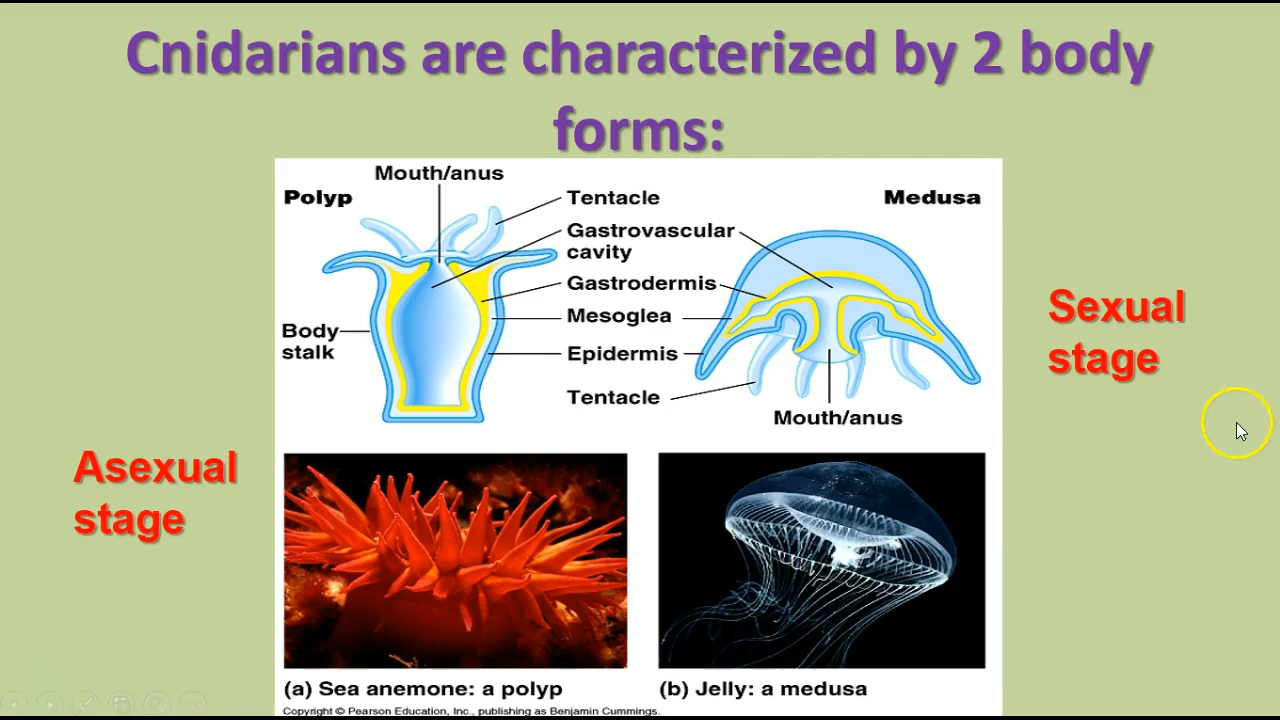 Cnidarians are characterized by 2 body
forms:
Mouth/anus
Polyp
Tentacle
Medusa
Gastrovascular
cavity
Gastrodermis
Mesoglea
Body
stalk
Epidermis
Tentacle
Mouth/anus
Sexual
stage
Asexual
stage
(a) Sea anemone: a polyp
(b) Jelly: a medusa
Copyright © Pearson Education, Inc., publishing as Benjamin Cummings.